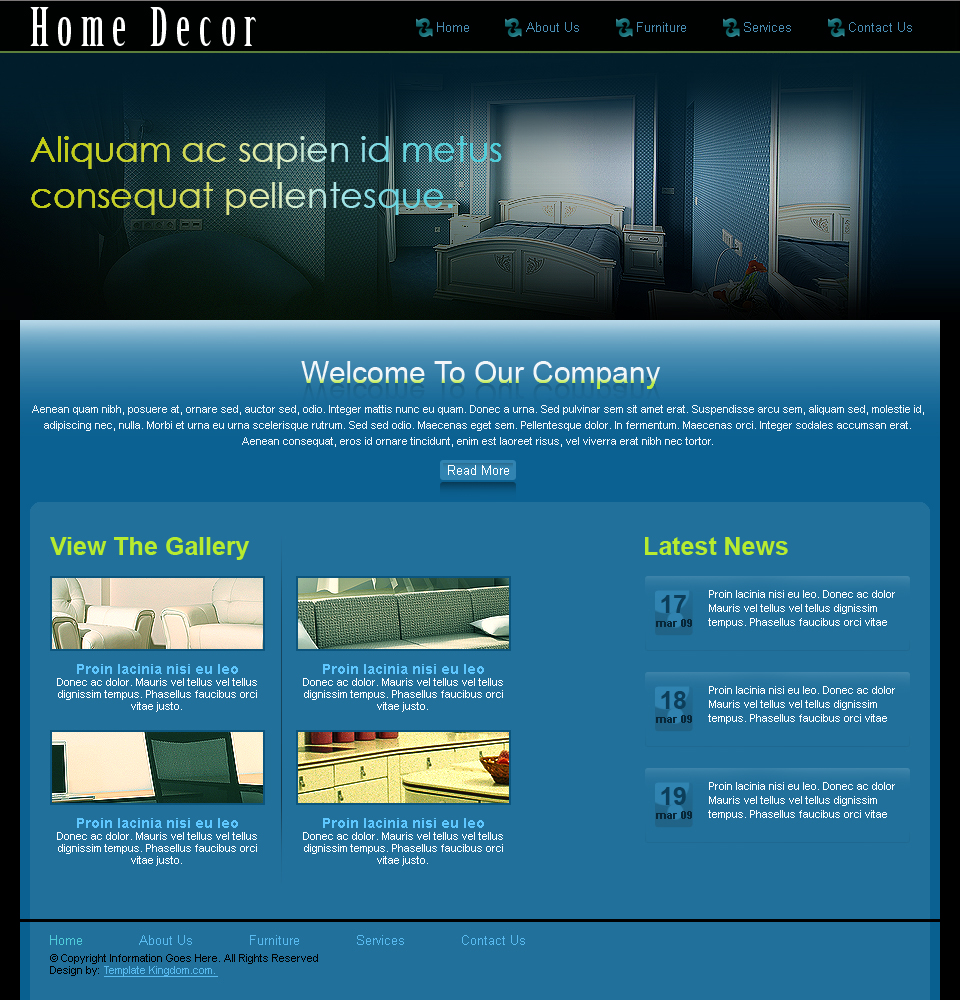 Home Decor
Home
About Us
Furniture
Services
Contact Us
Aliquam ac sapien id metus
consequat pellentesque.
Welcome To Our Company
Aenean quam nibh, posuere at, ornare sed, auctor sed, odio. Integer mattis nunc eu quam. Donec a urna. Sed pulvinar sem sit amet erat. Suspendisse arcu sem, aliquam sed, molestie id,
adipiscing nec, nulla. Morbi et urna eu urna scelerisque rutrum. Sed sed odio. Maecenas eget sem. Pellentesque dolor. In fermentum. Maecenas orci. Integer sodales accumsan erat.
Aenean consequat, eros id ornare tincidunt, enim est laoreet risus, vel viverra erat nibh nec tortor.
Read More
View The Gallery
Proin lacinia nisi eu leo
Donec ac dolor. Mauris vel tellus vel tellus
dignissim tempus. Phasellus faucibus orci
vitae justo.
Proin lacinia nisi eu leo
Donec ac dolor. Mauris vel tellus vel tellus
dignissim tempus. Phasellus faucibus orci
vitae justo.
Proin lacinia nisi eu leo
Donec ac dolor. Mauris vel tellus vel tellus
dignissim tempus. Phasellus faucibus orci
vitae justo.
Proin lacinia nisi eu leo
Donec ac dolor. Mauris vel tellus vel tellus
dignissim tempus. Phasellus faucibus orci
vitae justo.
Latest News
17
mar 09
Proin lacinia nisi eu leo. Donec ac dolor
Mauris vel tellus vel tellus dignissim
tempus. Phasellus faucibus orci vitae
18
mar 09
Proin lacinia nisi eu leo. Donec ac dolor
Mauris vel tellus vel tellus dignissim
tempus. Phasellus faucibus orci vitae
19
mar 09
Proin lacinia nisi eu leo. Donec ac dolor
Mauris vel tellus vel tellus dignissim
tempus. Phasellus faucibus orci vitae
Home
About Us
Furniture
Services
Contact Us
© Copyright Information Goes Here. All Rights Reserved
Design by: Template Kingdom.com.